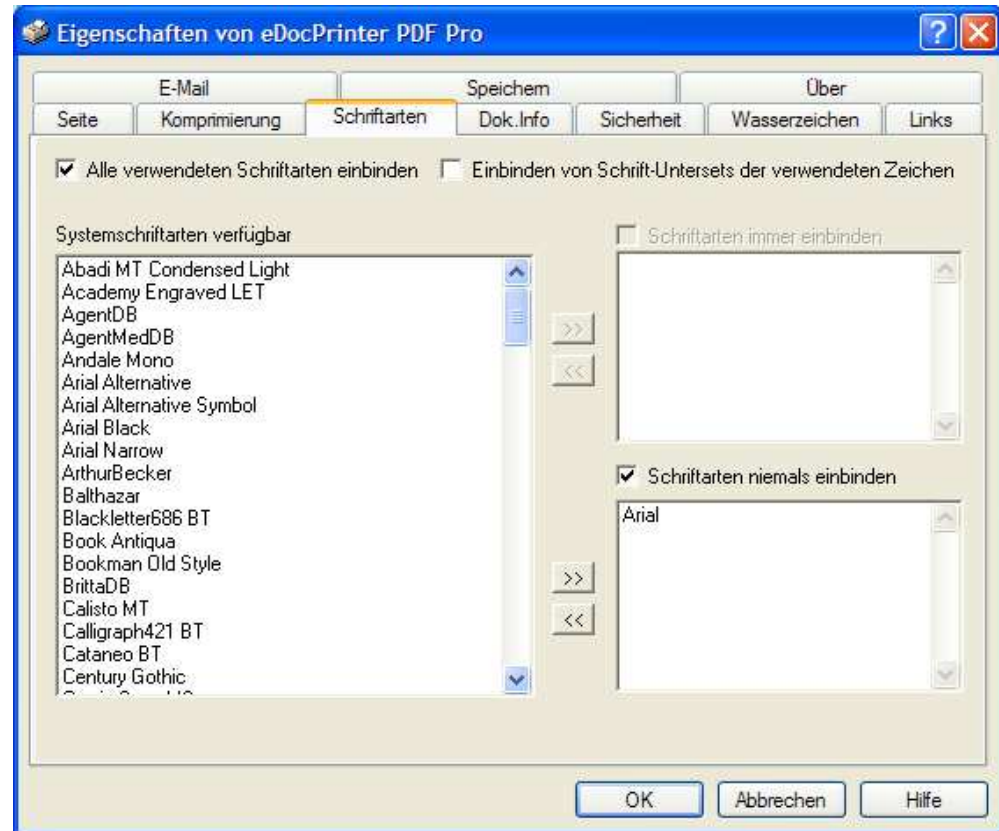 Eigenschaften von eDocPrinter PDF Pro
E-Mail
Speichern
Über
Seite
Komprimierung
Schriftarten
Dok.Info
Sicherheit
Wasserzeichen
Links
Alle verwendeten Schriftarten einbinden
Einbinden von Schrift-Untersets der verwendeten Zeichen
Systemschriftarten verfügbar
Abadi MT Condensed Light
Academy Engraved LET
AgentDB
AgentMedDB
Andale Mono
Arial Alternative
Arial Alternative Symbol
Arial Black
Arial Narrow
ArthurBecker
Balthazar
Blackletter686 BT
Book Antiqua
Bookman Old Style
BrittaDB
Calisto MT
Calligraph421 BT
Cataneo BT
Century Gothic
>>
<<
Schriftarten immer einbinden
Schriftarten niemals einbinden
Arial
>>
<<
OK
Abbrechen
Hilfe